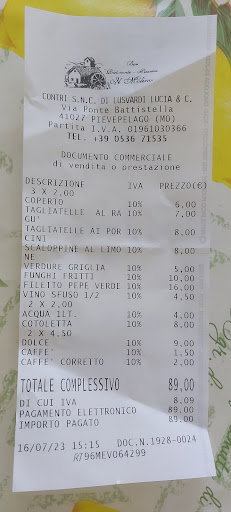 Bar
Ristorante - Pizzeria
Il Mulino
CONTRI S.N.C. DI LUSVARDI LUCIA & C.
Via Ponte Battistella
41027 PIEVEPELAGO (MO)
Partita I.V.A. 01961030366
TEL. +39 0536 71535
DOCUMENTO COMMERCIALE
di vendita o prestazione
DESCRIZIONE IVA PREZZO(€)
3 X 2,00
COPERTO 10% 6,00
TAGLIATELLE AL RA 10% 7,00
GU'
TAGLIATELLE AI POR 10% 8,00
CINI
SCALOPPINE AL LIMO 10% 8,00
NE
VERDURE GRIGLIA 10% 5,00
FUNGHI FRITTI 10% 10,00
FILETTO PEPE VERDE 10% 16,00
VINO SFUSO 1/2 10% 4,50
2 X 2,00
ACQUA 1LT. 10% 4,00
COTOLETTA 10% 8,00
2 X 4,50
DOLCE 10% 9,00
CAFFE' 10% 1,50
CAFFE' CORRETTO 10% 2,00
TOTALE COMPLESSIVO 89,00
DI CUI IVA 8,09
PAGAMENTO ELETTRONICO 89,00
IMPORTO PAGATO 89,00
16/07/23 15:15 DOC.N.1928-0024
RT96MEV064299